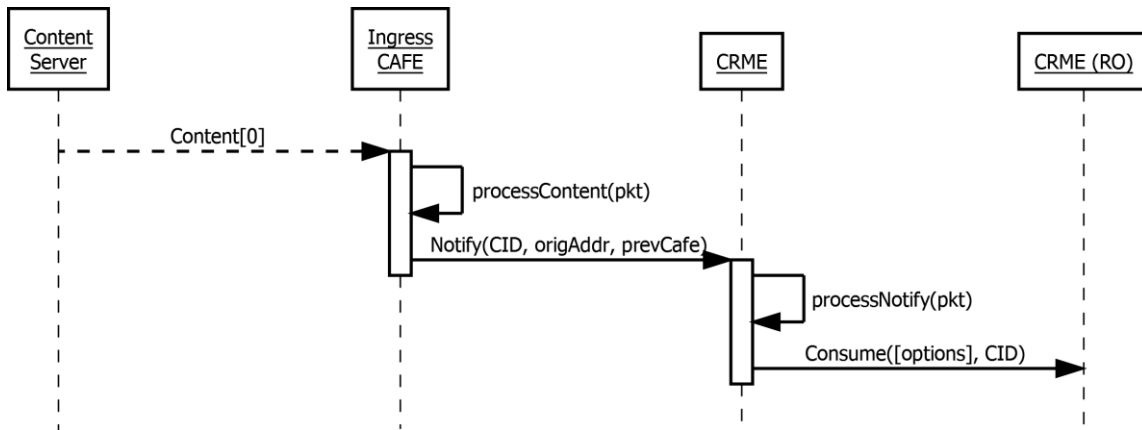 Content
Server
Ingress
CAFE
CRME
CRME (RO)
Content[0]
processContent(pkt)
Notify(CID, origAddr, prevCafe)
processNotify(pkt)
Consume([options], CID)